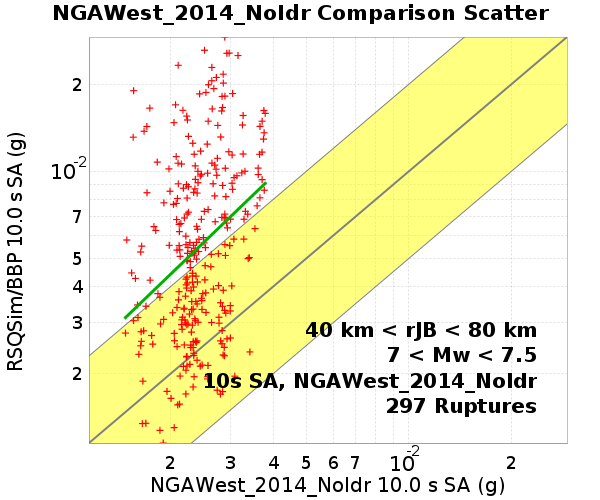 NGAWest_2014_NoIdr Comparison Scatter
RSQSim/BBP 10.0 s SA (g)
2
10-2
7
6
5
4
3
2
40 km < rJB < 80 km
7 < Mw < 7.5
10s SA, NGAWest_2014_NoIdr
297 Ruptures
2 3 4 5 6 7 10-2 2
NGAWest_2014_NoIdr 10.0 s SA (g)